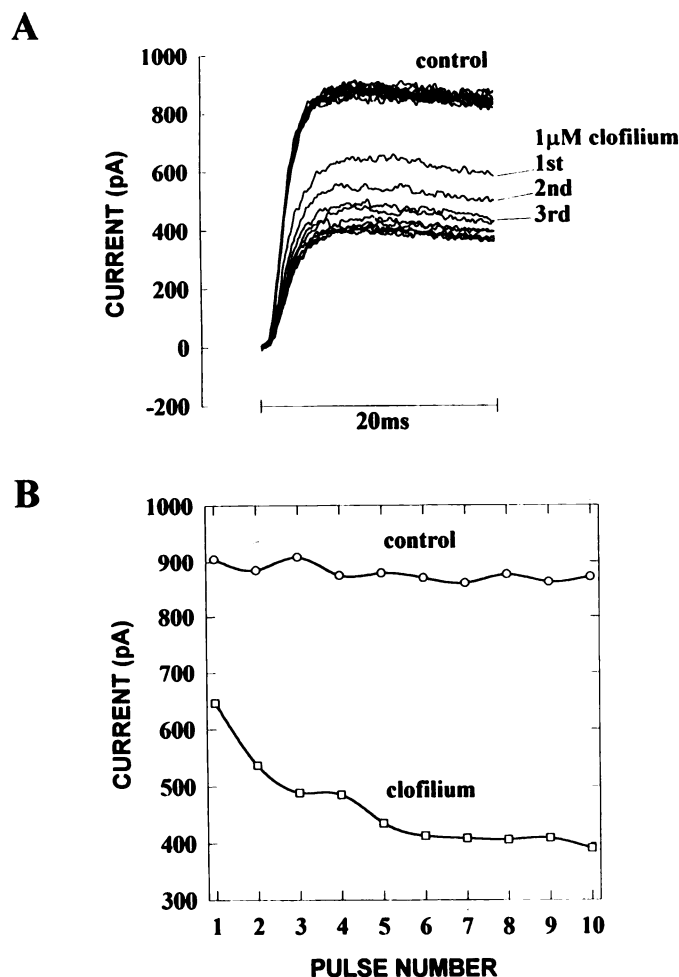 A
1000
800
600
400
200
0
-200
CURRENT (pA)
control
1μM clofilium
1st
2nd
3rd
20ms
B
1000
900
800
700
600
500
400
300
CURRENT (pA)
control
clofilium
1 2 3 4 5 6 7 8 9 10
PULSE NUMBER